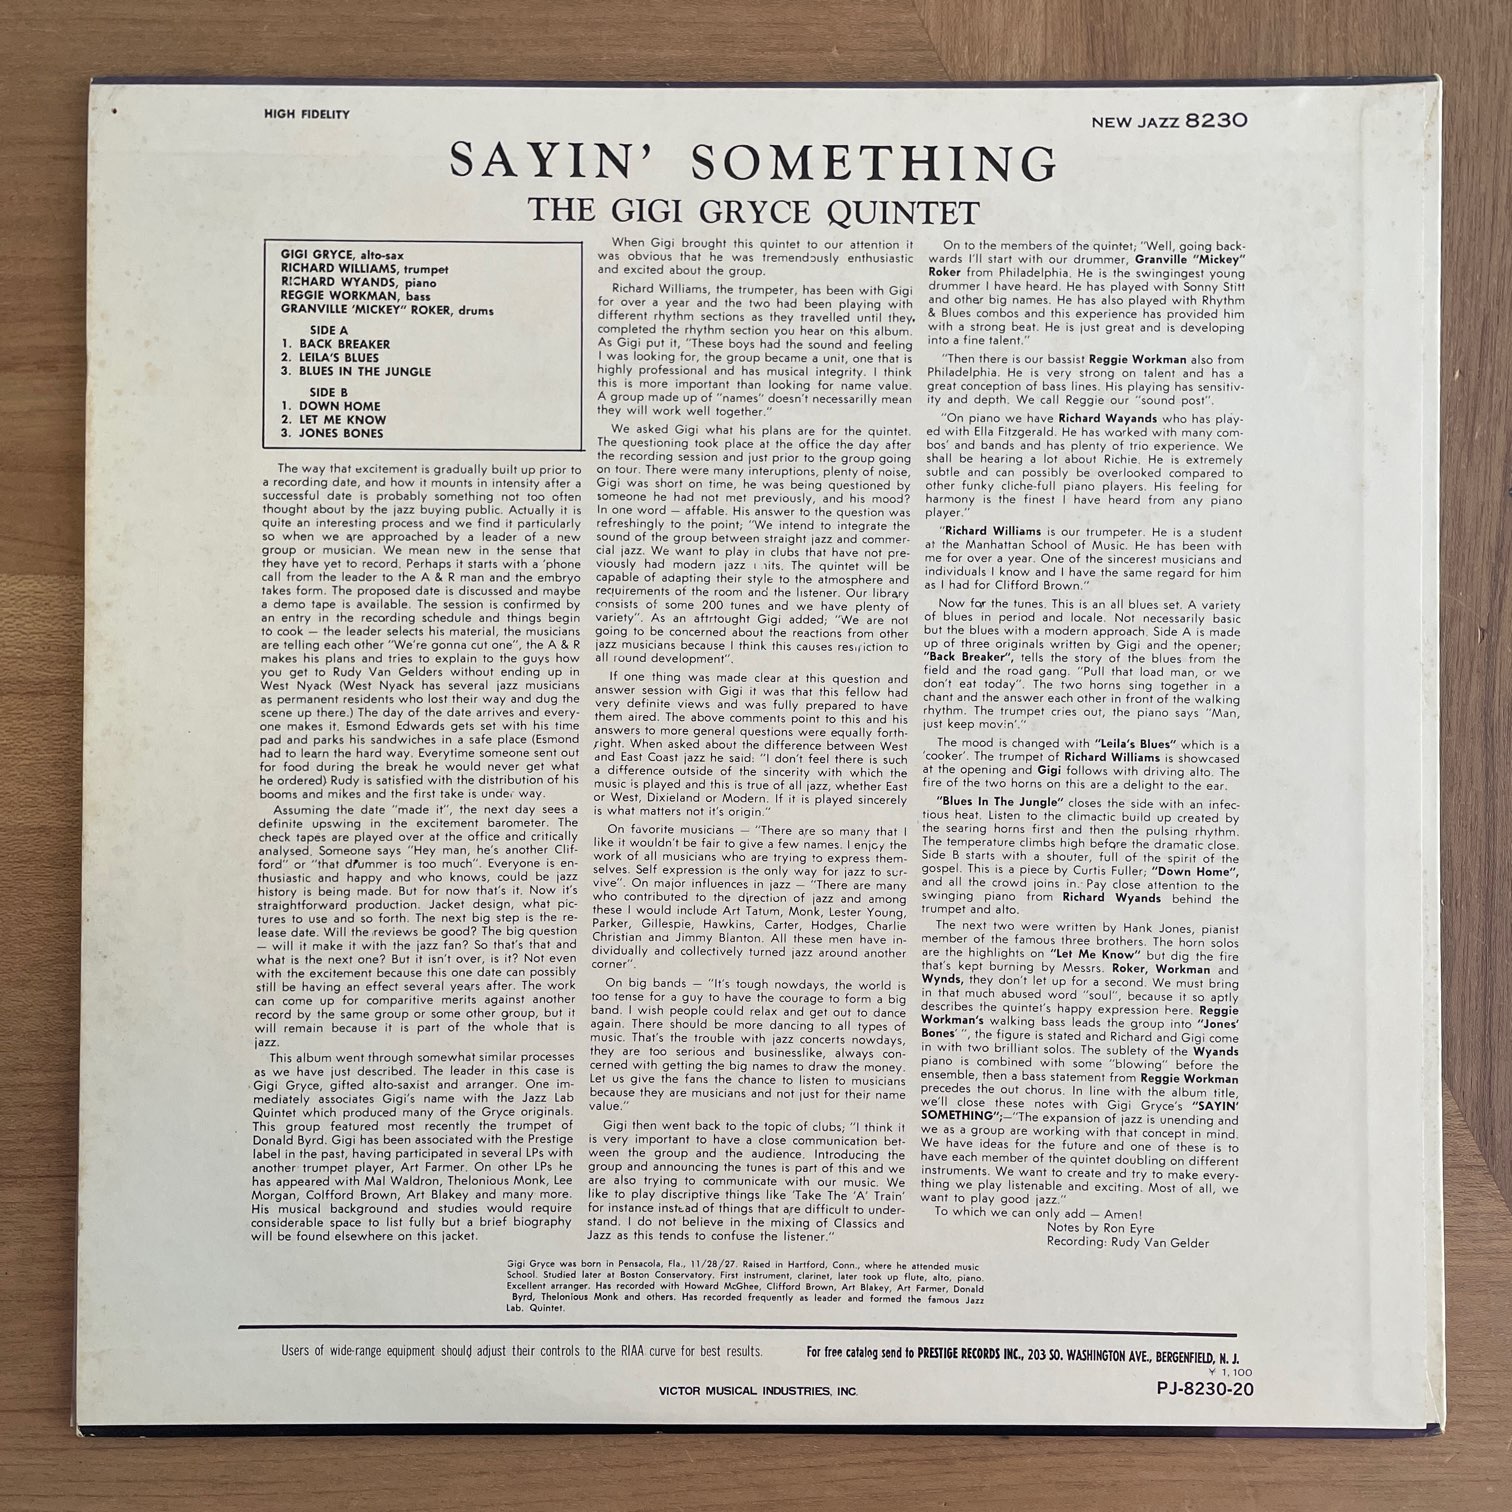 HIGH FIDELITY
NEW JAZZ 8230
SAYIN' SOMETHING
THE GIGI GRYCE QUINTET
GIGI GRYCE, alto-sax
RICHARD WILLIAMS, trumpet
RICHARD WYANDS, piano
REGGIE WORKMAN, bass
GRANVILLE 'MICKEY" ROKER, drums
SIDE A
1. BACK BREAKER
2. LEILA'S BLUES
3. BLUES IN THE JUNGLE
SIDE B
1. DOWN HOME
2. LET ME KNOW
3. JONES BONES
The way that excitement is gradually built up prior to
a recording date, and how it mounts in intensity after a
successful date is probably something not too often
thought about by the jazz buying public. Actually it is
quite an interesting process and we find it particularly
so when we are approached by a leader of a new
group or musician. We mean new in the sense that
they have yet to record. Perhaps it starts with a 'phone
call from the leader to the A & R man and the embryo
takes form. The proposed date is discussed and maybe
a demo tape is available. The session is confirmed by
an entry in the recording schedule and things begin
to cook — the leader selects his material, the musicians
are telling each other "We're gonna cut one", the A & R
makes his plans and tries to explain to the guys how
you get to Rudy Van Gelders without ending up in
West Nyack (West Nyack has several jazz musicians
as permanent residents who lost their way and dug the
scene up there.) The day of the date arrives and every-
one makes it. Esmond Edwards gets set with his time
pad and parks his sandwiches in a safe place (Esmond
had to learn the hard way. Everytime someone sent out
for food during the break he would never get what
he ordered) Rudy is satisfied with the distribution of his
booms and mikes and the first take is under way.
Assuming the date "made it", the next day sees a
definite upswing in the excitement barometer. The
check tapes are played over at the office and critically
analysed. Someone says "Hey man, he's another Clif-
ford" or "that drummer is too much". Everyone is en-
thusiastic and happy and who knows, could be jazz
history is being made. But for now that's it. Now it's
straightforward production. Jacket design, what pic-
tures to use and so forth. The next big step is the re-
lease date. Will the reviews be good? The big question
— will it make it with the jazz fan? So that's that and
what is the next one? But it isn't over, is it? Not even
with the excitement because this one date can possibly
still be having an effect several years after. The work
can come up for comparitive merits against another
record by the same group or some other group, but it
will remain because it is part of the whole that is
jazz.
This album went through somewhat similar processes
as we have just described. The leader in this case is
Gigi Gryce, gifted alto-saxist and arranger. One im-
mediately associates Gigi's name with the Jazz Lab
Quintet which produced many of the Gryce originals.
This group featured most recently the trumpet of
Donald Byrd. Gigi has been associated with the Prestige
label in the past, having participated in several LPs with
another trumpet player, Art Farmer. On other LPs he
has appeared with Mal Waldron, Thelonious Monk, Lee
Morgan, Colfford Brown, Art Blakey and many more.
His musical background and studies would require
considerable space to list fully but a brief biography
will be found elsewhere on this jacket.
When Gigi brought this quintet to our attention it
was obvious that he was tremendously enthusiastic
and excited about the group.
Richard Williams, the trumpeter, has been with Gigi
for over a year and the two had been playing with
different rhythm sections as they travelled until they
completed the rhythm section you hear on this album.
As Gigi put it, "These boys had the sound and feeling
I was looking for, the group became a unit, one that is
highly professional and has musical integrity. I think
this is more important than looking for name value.
A group made up of "names" doesn't necessarilly mean
they will work well together."
We asked Gigi what his plans are for the quintet.
The questioning took place at the office the day after
the recording session and just prior to the group going
on tour. There were many interuptions, plenty of noise,
Gigi was short on time, he was being questioned by
someone he had not met previously, and his mood?
In one word — affable. His answer to the question was
refreshingly to the point; "We intend to integrate the
sound of the group between straight jazz and commer-
cial jazz. We want to play in clubs that have not pre-
viously had modern jazz units. The quintet will be
capable of adapting their style to the atmosphere and
requirements of the room and the listener. Our library
consists of some 200 tunes and we have plenty of
variety". As an aftrtought Gigi added; "We are not
going to be concerned about the reactions from other
jazz musicians because I think this causes restriction to
all round development".
If one thing was made clear at this question and
answer session with Gigi it was that this fellow had
very definite views and was fully prepared to have
them aired. The above comments point to this and his
answers to more general questions were equally forth-
right. When asked about the difference between West
and East Coast jazz he said: "I don't feel there is such
a difference outside of the sincerity with which the
music is played and this is true of all jazz, whether East
or West, Dixieland or Modern. If it is played sincerely
is what matters not it's origin."
On favorite musicians — "There are so many that I
like it wouldn't be fair to give a few names. I enjoy the
work of all musicians who are trying to express them-
selves. Self expression is the only way for jazz to sur-
vive". On major influences in jazz — "There are many
who contributed to the direction of jazz and among
these I would include Art Tatum, Monk, Lester Young,
Parker, Gillespie, Hawkins, Carter, Hodges, Charlie
Christian and Jimmy Blanton. All these men have in-
dividually and collectively turned jazz around another
corner".
On big bands — "It's tough nowdays, the world is
too tense for a guy to have the courage to form a big
band. I wish people could relax and get out to dance
again. There should be more dancing to all types of
music. That's the trouble with jazz concerts nowdays,
they are too serious and businesslike, always con-
cerned with getting the big names to draw the money.
Let us give the fans the chance to listen to musicians
because they are musicians and not just for their name
value."
Gigi then went back to the topic of clubs; "I think it
is very important to have a close communication bet-
ween the group and the audience. Introducing the
group and announcing the tunes is part of this and we
are also trying to communicate with our music. We
like to play discriptive things like 'Take The 'A' Train'
for instance instead of things that are difficult to under-
stand. I do not believe in the mixing of Classics and
Jazz as this tends to confuse the listener."
On to the members of the quintet; "Well, going back-
wards I'll start with our drummer, Granville "Mickey"
Roker from Philadelphia. He is the swingingest young
drummer I have heard. He has played with Sonny Stitt
and other big names. He has also played with Rhythm
& Blues combos and this experience has provided him
with a strong beat. He is just great and is developing
into a fine talent."
"Then there is our bassist Reggie Workman also from
Philadelphia. He is very strong on talent and has a
great conception of bass lines. His playing has sensitiv-
ity and depth. We call Reggie our "sound post".
"On piano we have Richard Wayands who has play-
ed with Ella Fitzgerald. He has worked with many com-
bos' and bands and has plenty of trio experience. We
shall be hearing a lot about Richie. He is extremely
subtle and can possibly be overlooked compared to
other funky cliche-full piano players. His feeling for
harmony is the finest I have heard from any piano
player."
"Richard Williams is our trumpeter. He is a student
at the Manhattan School of Music. He has been with
me for over a year. One of the sincerest musicians and
individuals I know and I have the same regard for him
as I had for Clifford Brown."
Now for the tunes. This is an all blues set. A variety
of blues in period and locale. Not necessarily basic
but the blues with a modern approach. Side A is made
up of three originals written by Gigi and the opener;
"Back Breaker", tells the story of the blues from the
field and the road gang. "Pull that load man, or we
don't eat today". The two horns sing together in a
chant and the answer each other in front of the walking
rhythm. The trumpet cries out, the piano says "Man,
just keep movin'."
The mood is changed with "Leila's Blues" which is a
'cooker'. The trumpet of Richard Williams is showcased
at the opening and Gigi follows with driving alto. The
fire of the two horns on this are a delight to the ear.
"Blues In The Jungle" closes the side with an infec-
tious heat. Listen to the climactic build up created by
the searing horns first and then the pulsing rhythm.
The temperature climbs high before the dramatic close.
Side B starts with a shouter, full of the spirit of the
gospel. This is a piece by Curtis Fuller; "Down Home",
and all the crowd joins in. Pay close attention to the
swinging piano from Richard Wyands behind the
trumpet and alto.
The next two were written by Hank Jones, pianist
member of the famous three brothers. The horn solos
are the highlights on "Let Me Know" but dig the fire
that's kept burning by Messrs. Roker, Workman and
Wynds, they don't let up for a second. We must bring
in that much abused word "soul", because it so aptly
describes the quintet's happy expression here. Reggie
Workman's walking bass leads the group into "Jones'
Bones' ", the figure is stated and Richard and Gigi come
in with two brilliant solos. The sublety of the Wyands
piano is combined with some "blowing" before the
ensemble, then a bass statement from Reggie Workman
precedes the out chorus. In line with the album title,
we'll close these notes with Gigi Gryce's "SAYIN'
SOMETHING";—"The expansion of jazz is unending and
we as a group are working with that concept in mind.
We have ideas for the future and one of these is to
have each member of the quintet doubling on different
instruments. We want to create and try to make every-
thing we play listenable and exciting. Most of all, we
want to play good jazz."
To which we can only add — Amen!
Notes by Ron Eyre
Recording: Rudy Van Gelder
Gigi Gryce was born in Pensacola, Fla., 11/28/27. Raised in Hartford, Conn., where he attended music
School. Studied later at Boston Conservatory. First instrument, clarinet, later took up flute, alto, piano.
Excellent arranger. Has recorded with Howard McGhee, Clifford Brown, Art Blakey, Art Farmer, Donald
Byrd, Thelonious Monk and others. Has recorded frequently as leader and formed the famous Jazz
Lab. Quintet.
Users of wide-range equipment should adjust their controls to the RIAA curve for best results.
For free catalog send to PRESTIGE RECORDS INC., 203 SO. WASHINGTON AVE., BERGENFIELD, N. J.
¥ 1,100
VICTOR MUSICAL INDUSTRIES, INC.
PJ-8230-20